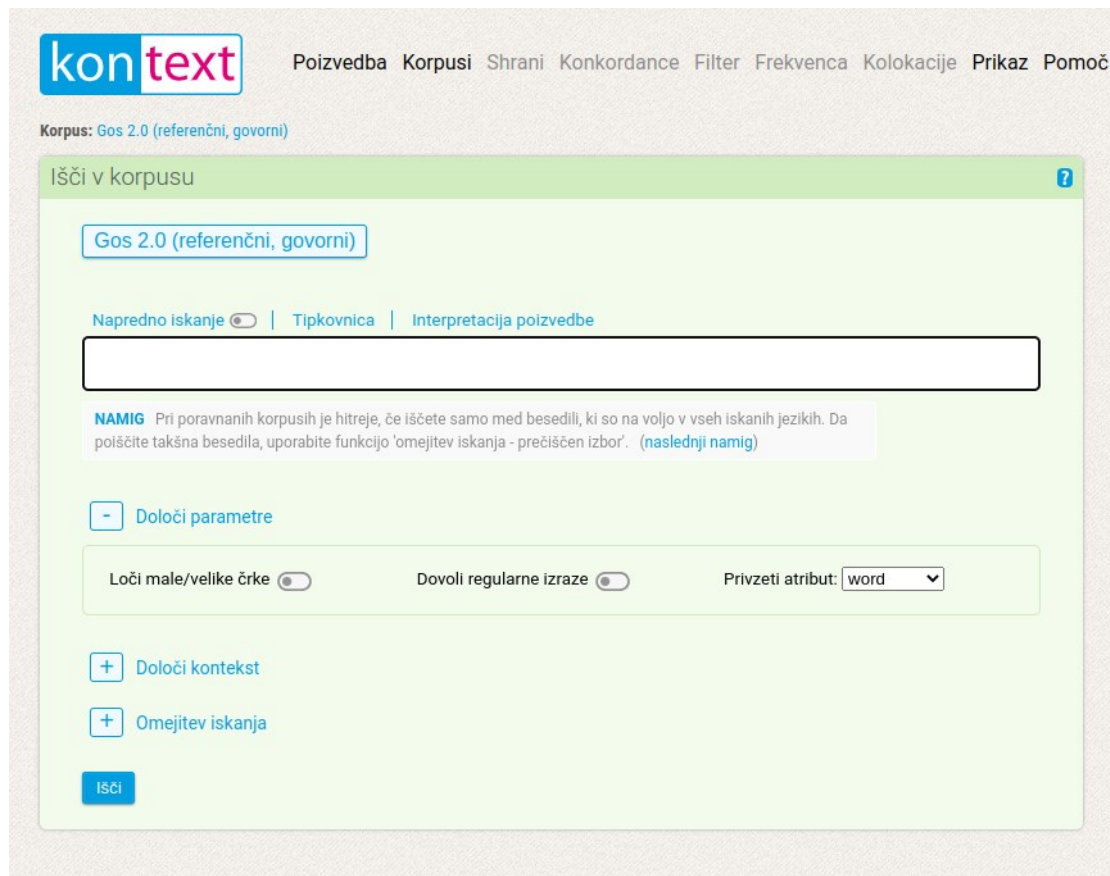 kontext
Poizvedba Korpusi Shrani Konkordance Filter Frekvenca Kolokacije Prikaz Pomoč
Korpus: Gos 2.0 (referenčni, govorni)
Išči v korpusu ?
Gos 2.0 (referenčni, govorni)
Napredno iskanje | Tipkovnica | Interpretacija poizvedbe
NAMIG Pri poravnanih korpusih je hitreje, če iščete samo med besedili, ki so na voljo v vseh iskanih jezikih. Da
poiščite takšna besedila, uporabite funkcijo 'omejitev iskanja - prečiščen izbor'. (naslednji namig)
- Določi parametre
Loči male/velike črke Dovoli regularne izraze Privzeti atribut: word
+ Določi kontekst
+ Omejitev iskanja
Išči